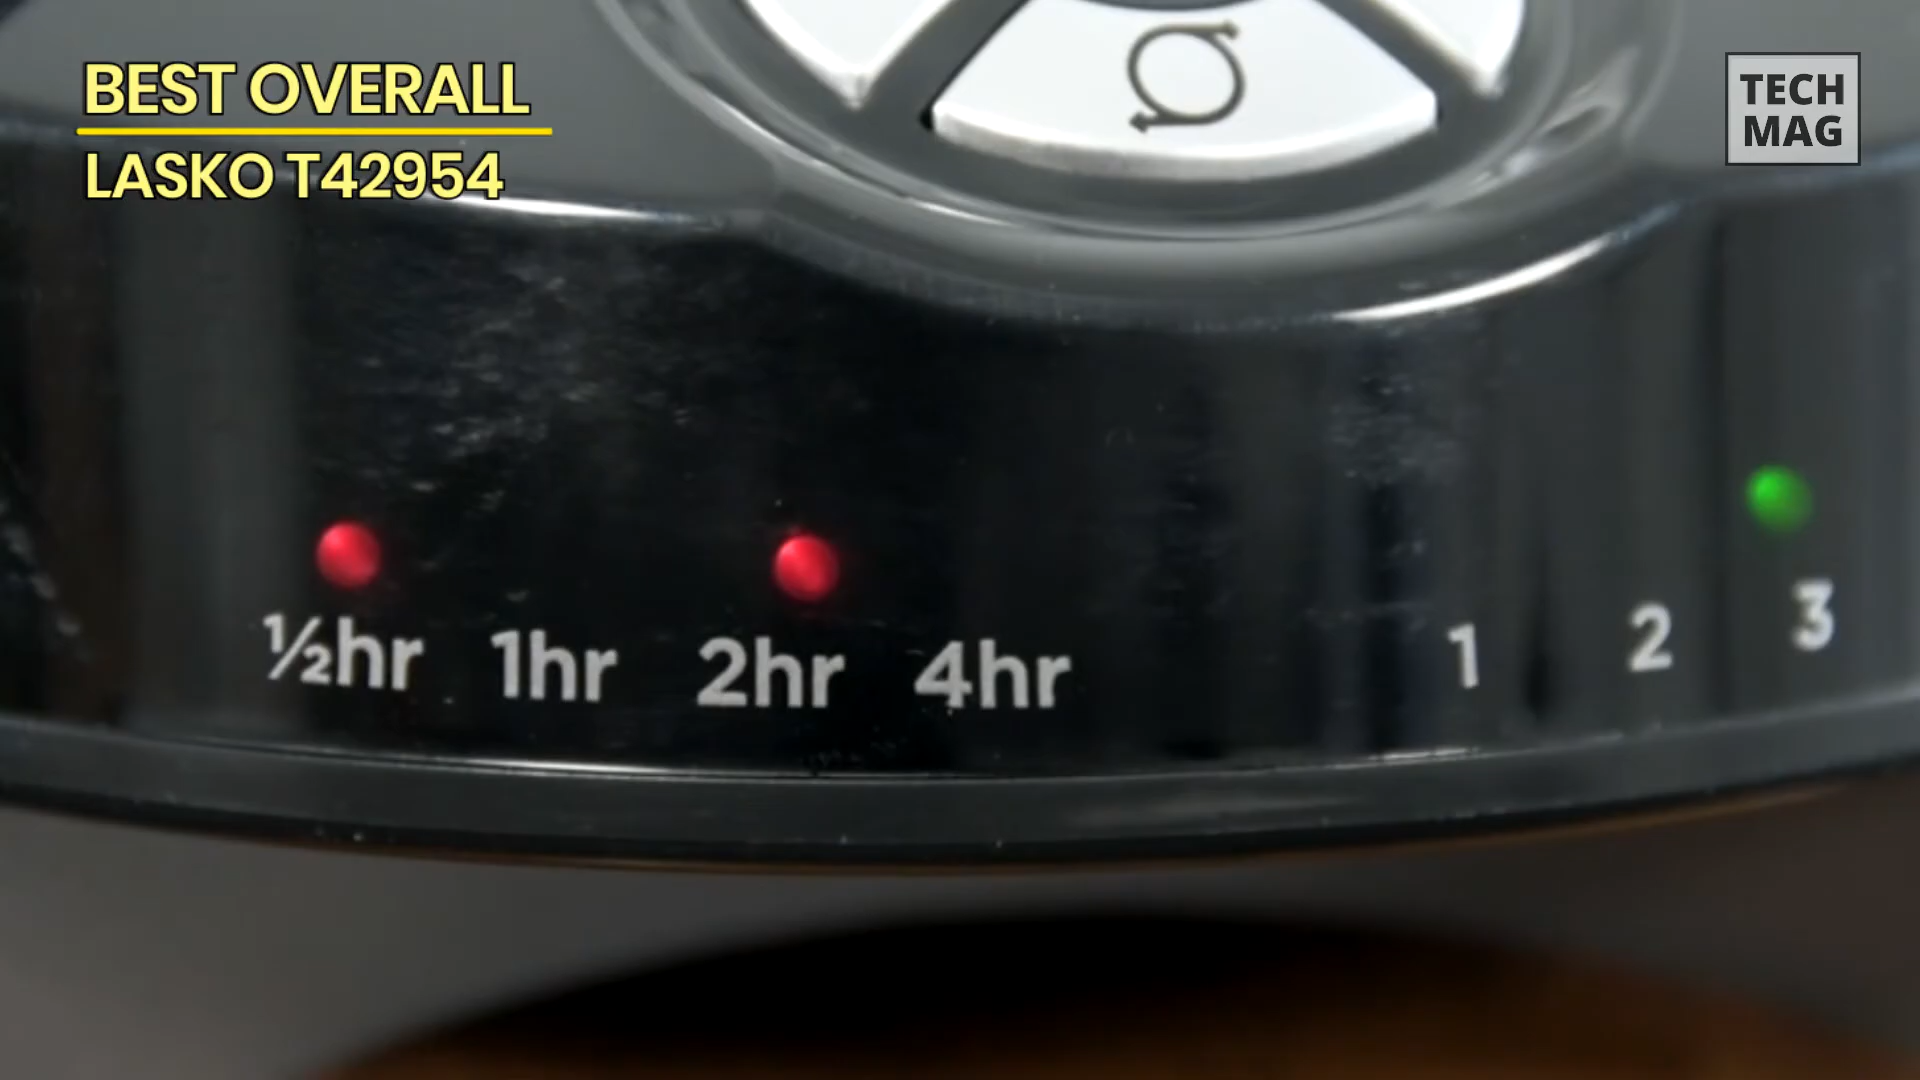 BEST OVERALL
LASKO T42954
TECH
MAG
½hr 1hr 2hr 4hr
1 2 3